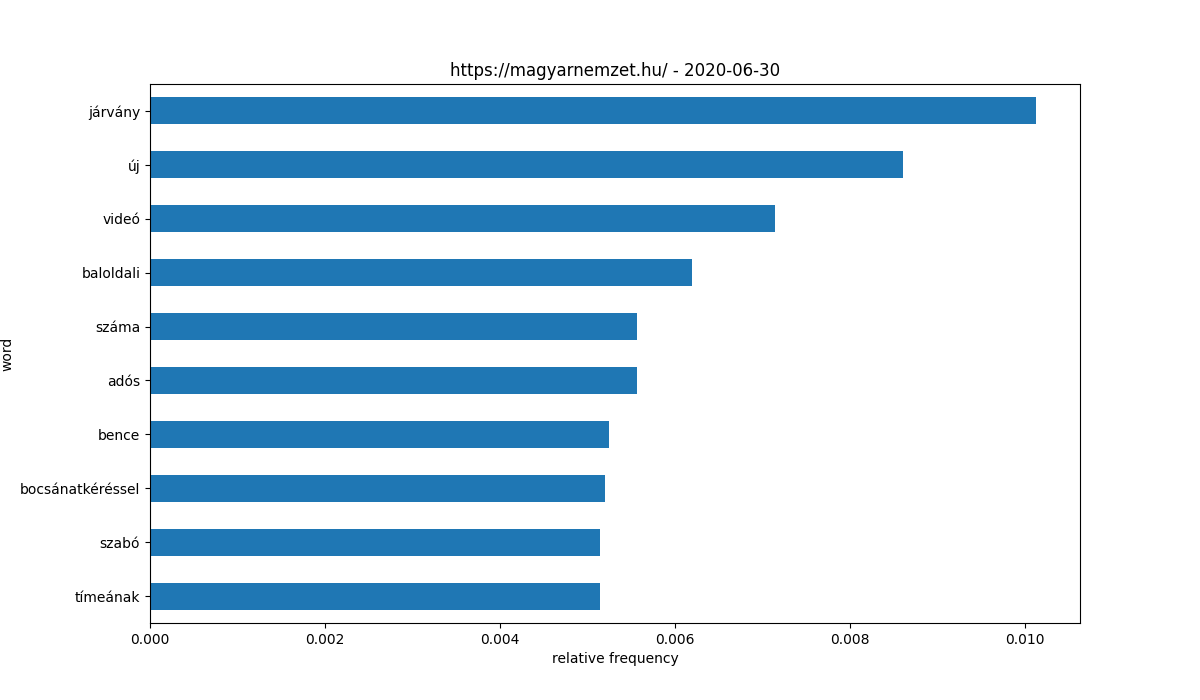 https://magyarnemzet.hu/ - 2020-06-30
járvány
új
videó
baloldali
száma
adós
bence
bocsánatkéréssel
szabó
tímeának
word
0.000 0.002 0.004 0.006 0.008 0.010
relative frequency